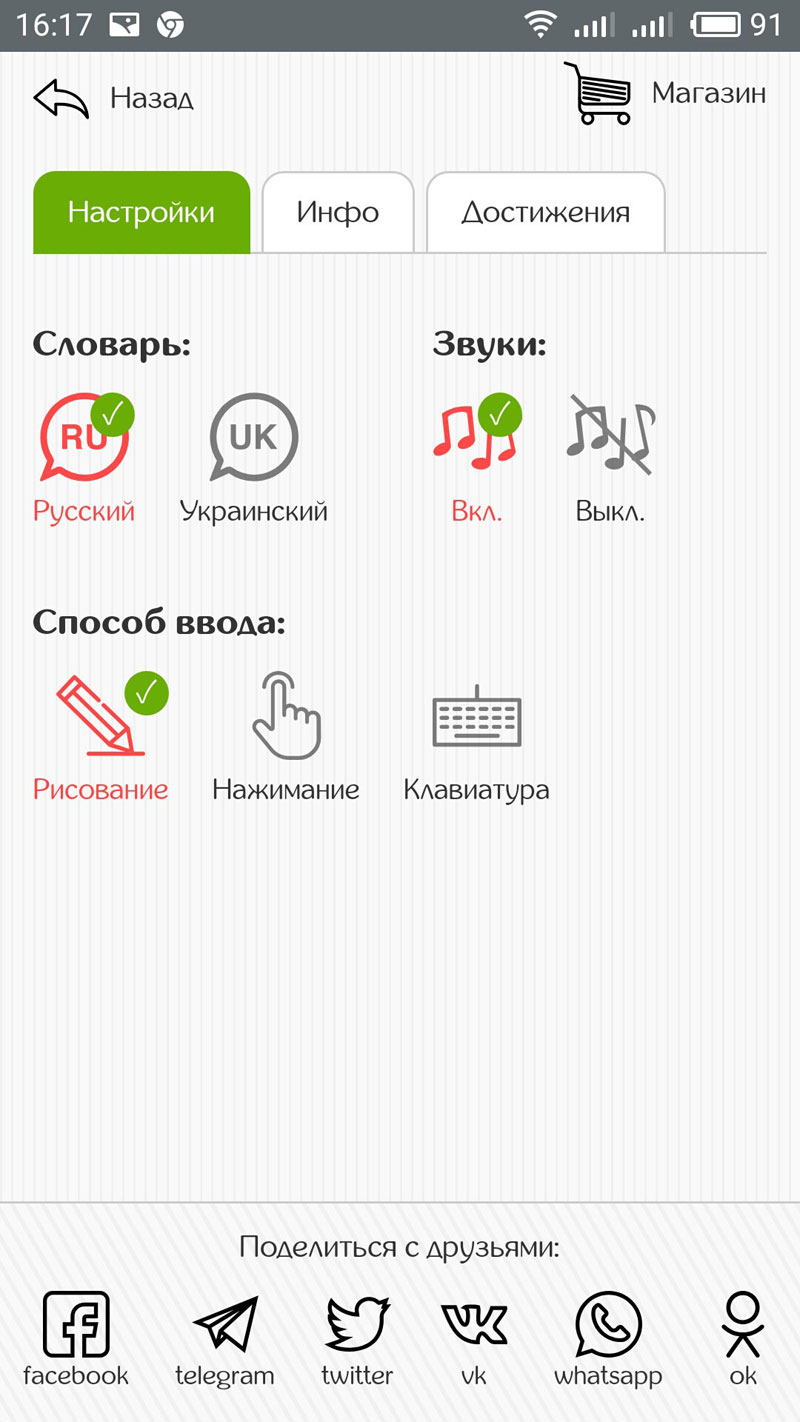 16:17 91
Назад Магазин
Настройки Инфо Достижения
Словарь: Звуки:
RU UK
Русский Украинский Вкл. Выкл.
Способ ввода:
Рисование Нажимание Клавиатура
Поделиться с друзьями:
facebook telegram twitter vk whatsapp ok